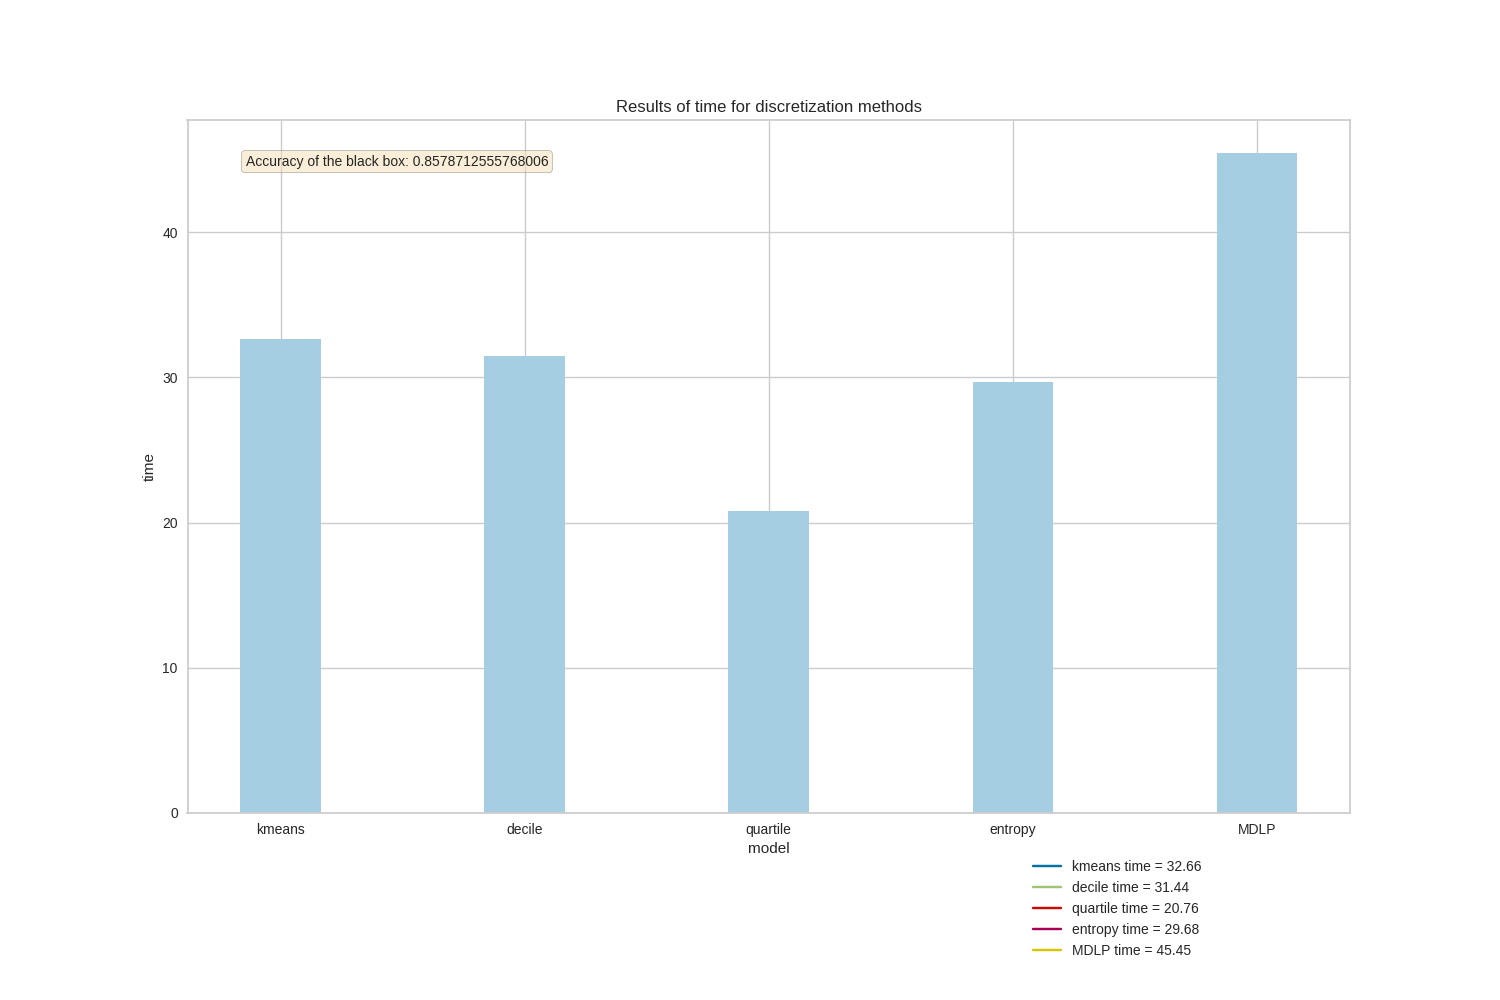 Results of time for discretization methods
Accuracy of the black box: 0.8578712555768006
40
30
20
10
0
time
kmeans
decile
quartile
entropy
MDLP
model
kmeans time = 32.66
decile time = 31.44
quartile time = 20.76
entropy time = 29.68
MDLP time = 45.45